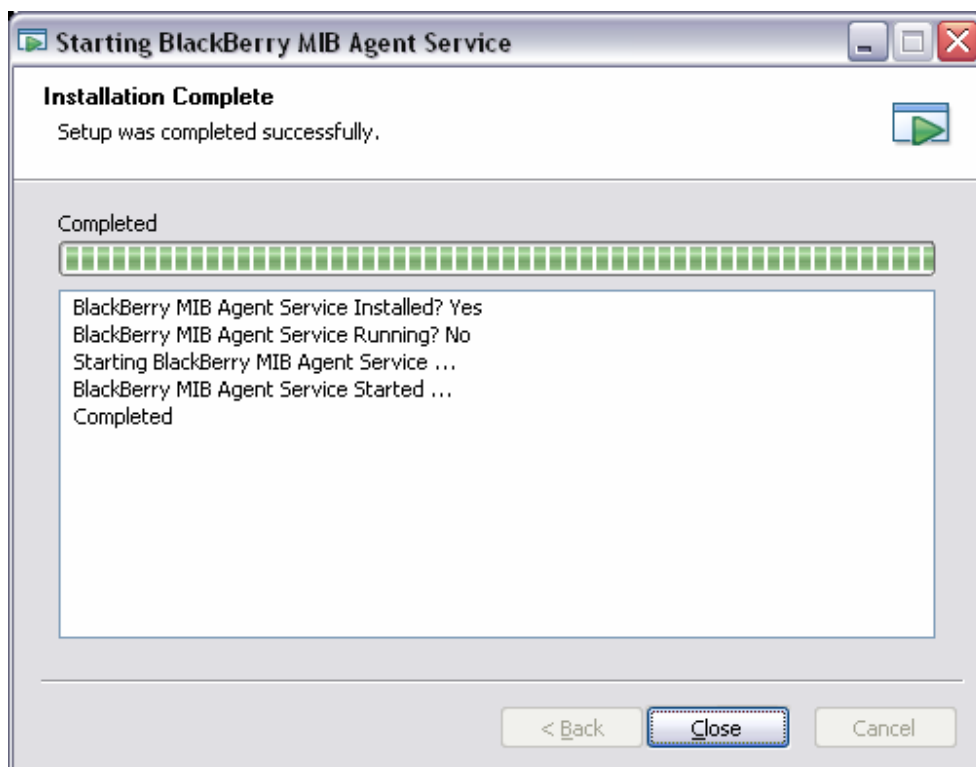 Starting BlackBerry MIB Agent Service
Installation Complete
Setup was completed successfully.
Completed
BlackBerry MIB Agent Service Installed? Yes
BlackBerry MIB Agent Service Running? No
Starting BlackBerry MIB Agent Service ...
BlackBerry MIB Agent Service Started ...
Completed
< Back Close Cancel